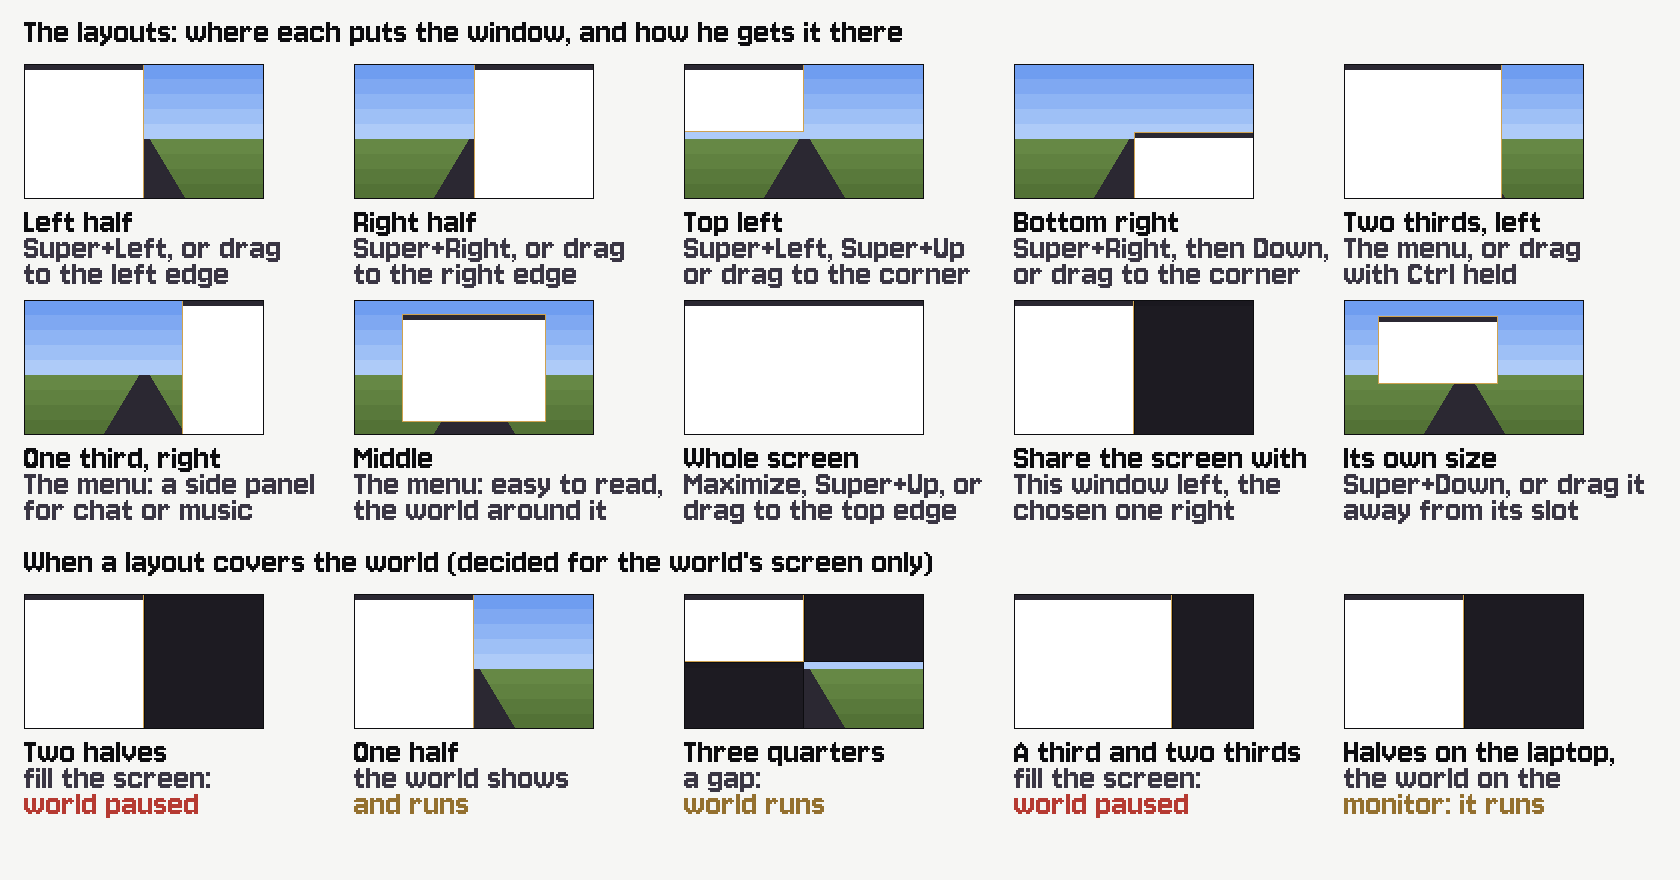 The layouts: where each puts the window, and how he gets it there
Left half
Super+Left, or drag
to the left edge
Right half
Super+Right, or drag
to the right edge
Top left
Super+Left, Super+Up
or drag to the corner
Bottom right
Super+Right, then Down,
or drag to the corner
Two thirds, left
The menu, or drag
with Ctrl held
One third, right
The menu: a side panel
for chat or music
Middle
The menu: easy to read,
the world around it
Whole screen
Maximize, Super+Up, or
drag to the top edge
Share the screen with
This window left, the
chosen one right
Its own size
Super+Down, or drag it
away from its slot
When a layout covers the world (decided for the world's screen only)
Two halves
fill the screen:
world paused
One half
the world shows
and runs
Three quarters
a gap:
world runs
A third and two thirds
fill the screen:
world paused
Halves on the laptop,
the world on the
monitor: it runs